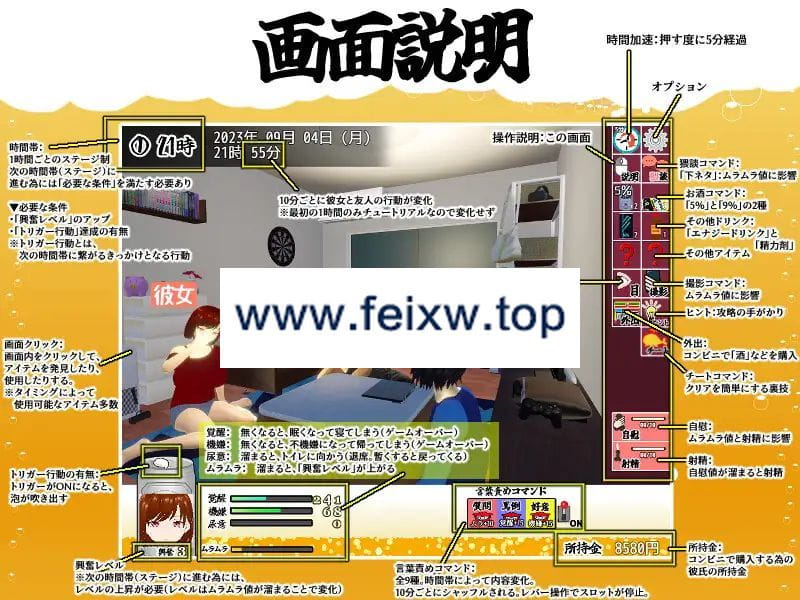 画面説明
時間加速：押す度に5分経過
オプション
① 21時
2023年 09月 04日（月）
21時 55分
操作説明：この画面
時間帯：
1時間ごとのステージ制
次の時間帯（ステージ）に
進む為には「必要な条件」を満たす必要あり
▼必要な条件
・「興奮レベル」のアップ
・「トリガー行動」達成の有無
※トリガー行動とは、
次の時間帯に繋がるきっかけとなる行動
10分ごとに彼女と友人の行動が変化
※最初の1時間のみチュートリアルなので変化せず
説明
猥談コマンド：
「下ネタ」：ムラムラ値に影響
5%
お酒コマンド：
「5%」と「9%」の2種
その他ドリンク：
「エナジードリンク」と
「精力剤」
その他アイテム
撮影
撮影コマンド：
ムラムラ値に影響
ヒント：攻略の手がかり
外出：
コンビニで「酒」などを購入
チートコマンド：
クリアを簡単にする裏技
彼女
www.feixw.top
画面クリック：
画面内をクリックして、
アイテムを発見したり、
使用したりする。
※タイミングによって
使用可能なアイテム多数
覚醒： 無くなると、眠くなって寝てしまう（ゲームオーバー）
機嫌： 無くなると、不機嫌になって帰ってしまう（ゲームオーバー）
尿意： 溜まると、トイレに向かう（退席。暫くすると戻ってくる）
ムラムラ： 溜まると、「興奮レベル」が上がる
自慰
自慰：
ムラムラ値と射精に影響
射精
射精：
自慰値が溜まると射精
トリガー行動の有無：
トリガーがONになると、
泡が吹き出す
覚醒 241
機嫌 68
尿意 0
ムラムラ
興奮 3
言葉責めコマンド
質問 罵倒 好意
ON
所持金 8580円
所持金：
コンビニで購入する為の
彼氏の所持金
興奮レベル
※次の時間帯（ステージ）に進む為には、
レベルの上昇が必要（レベルはムラムラ値が溜まることで変化）
言葉責めコマンド：
全9種。時間帯によって内容変化。
10分ごとにシャッフルされる。レバー操作でスロットが停止。